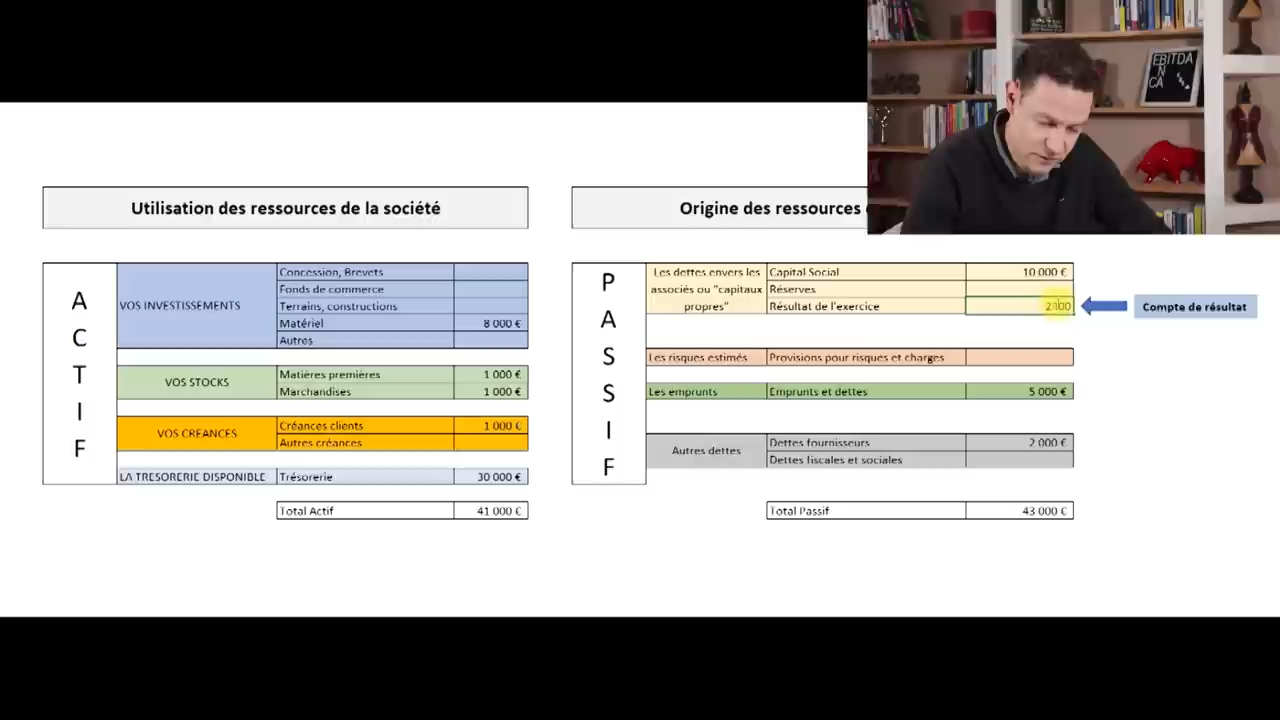 EBITDA
N
CA
Utilisation des ressources de la société
Origine des ressources
A
C
T
I
F
VOS INVESTISSEMENTS
Concession, Brevets
Fonds de commerce
Terrains, constructions
Matériel 8 000 €
Autres
VOS STOCKS
Matières premières 1 000 €
Marchandises 1 000 €
VOS CREANCES
Créances clients 1 000 €
Autres créances
LA TRESORERIE DISPONIBLE Trésorerie 30 000 €
Total Actif 41 000 €
P
A
S
S
I
F
Les dettes envers les
associés ou "capitaux
propres"
Capital Social 10 000 €
Réserves
Résultat de l'exercice
Compte de résultat
Les risques estimés Provisions pour risques et charges
Les emprunts Emprunts et dettes 5 000 €
Autres dettes
Dettes fournisseurs 2 000 €
Dettes fiscales et sociales
Total Passif 43 000 €